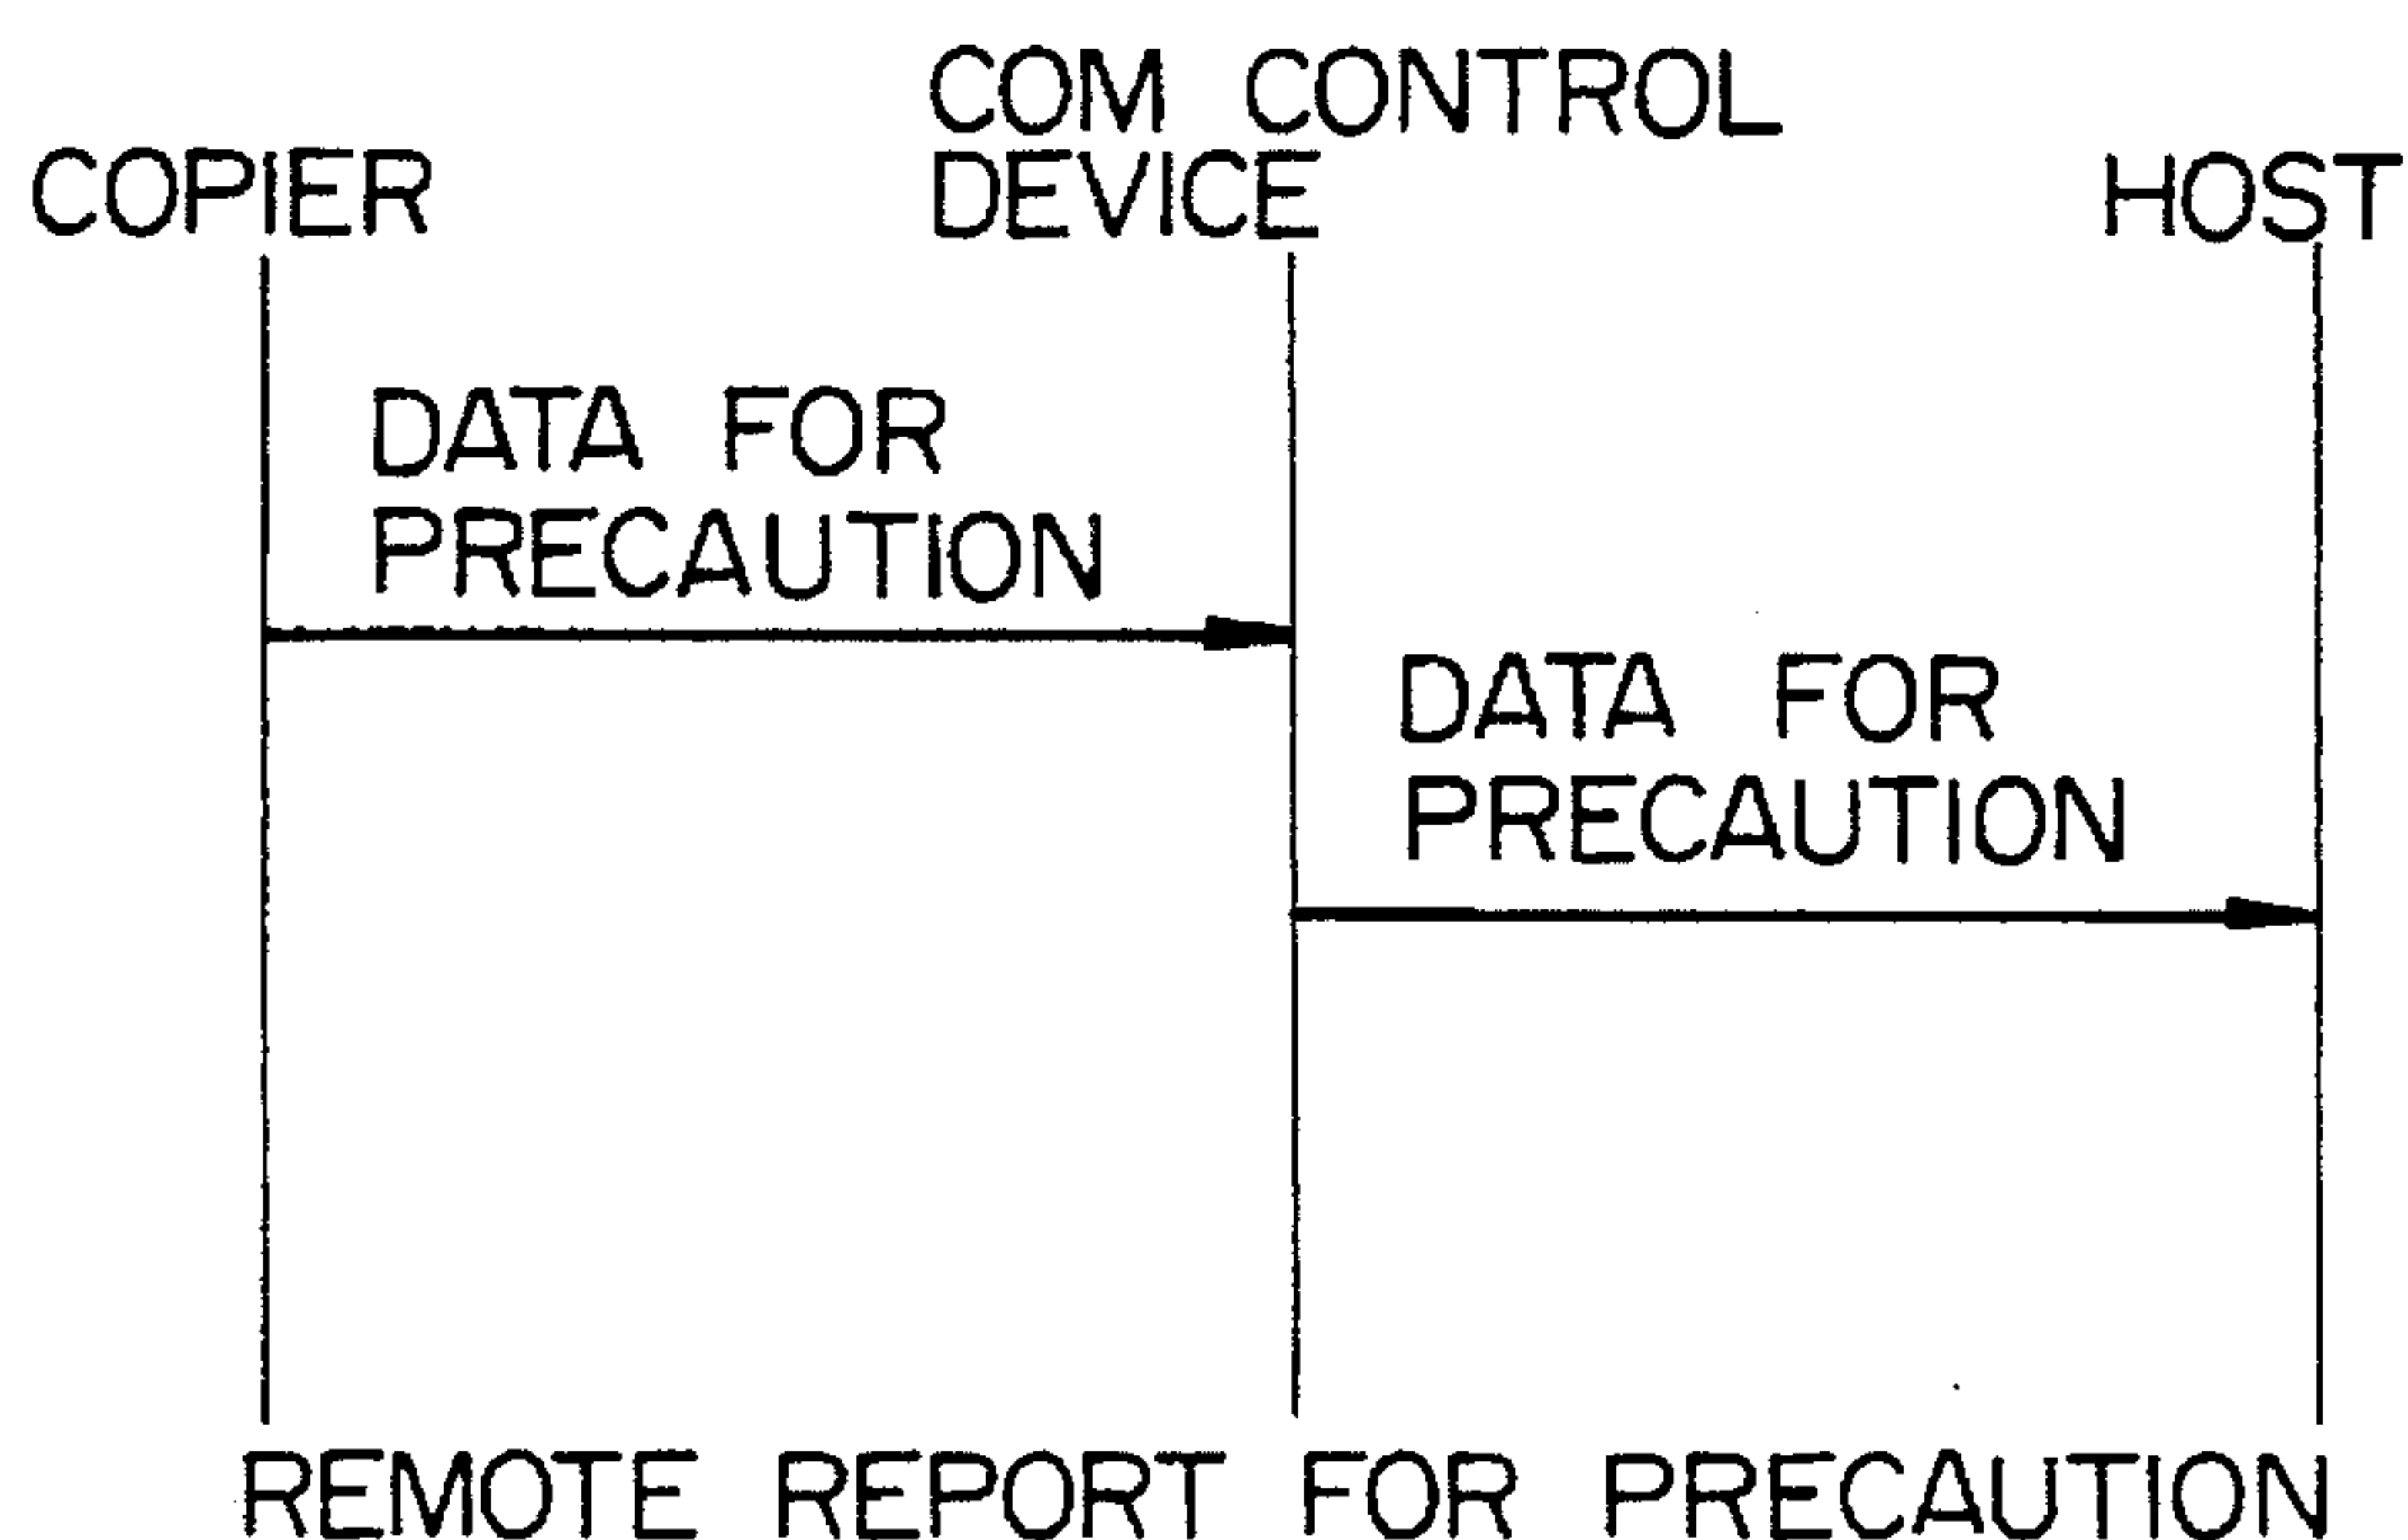 COPIER
COM CONTROL
DEVICE
HOST
DATA FOR
PRECAUTION
DATA FOR
PRECAUTION
REMOTE REPORT FOR PRECAUTION